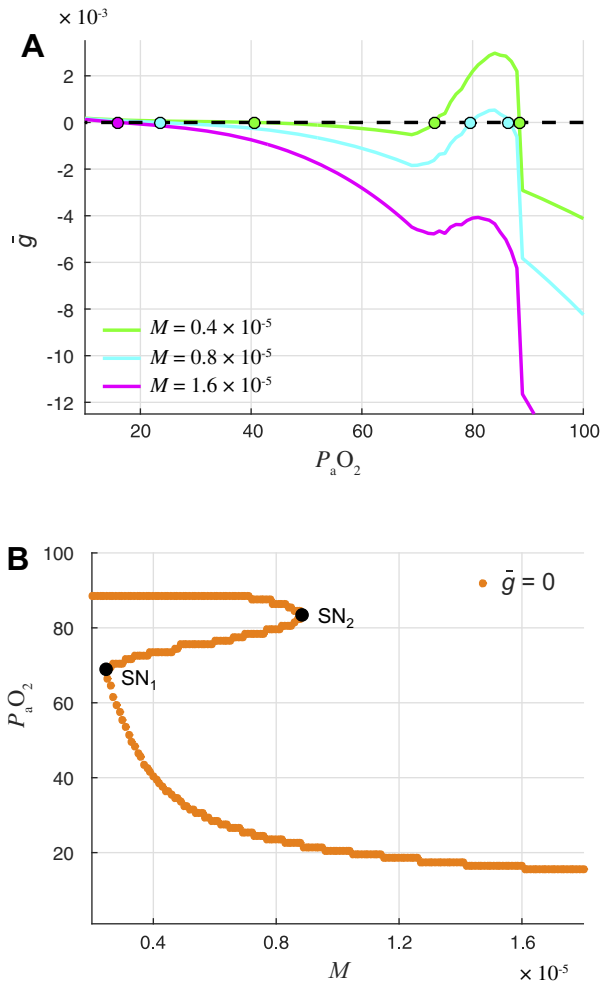 × 10⁻³
A
2
0
-2
-4
-6
-8
-10
-12
ḡ
M = 0.4 × 10⁻⁵
M = 0.8 × 10⁻⁵
M = 1.6 × 10⁻⁵
20 40 60 80 100
PₐO₂
B
100
80
60
40
20
PₐO₂
ḡ = 0
SN₂
SN₁
0.4 0.8 1.2 1.6
M
× 10⁻⁵